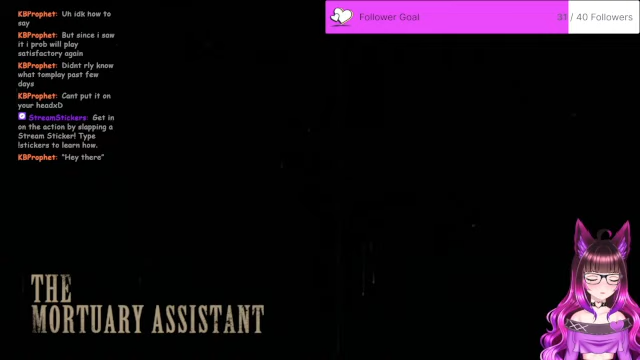 KBProphet: Uh idk how to
say
KBProphet: But since i saw
it i prob will play
satisfactory again
KBProphet: Didnt rly know
what tomplay past few
days
KBProphet: Cant put it on
your headxD
StreamStickers: Get in
on the action by slapping a
Stream Sticker! Type
!stickers to learn how.
KBProphet: "Hey there"
Follower Goal
31 / 40 Followers
THE
MORTUARY ASSISTANT